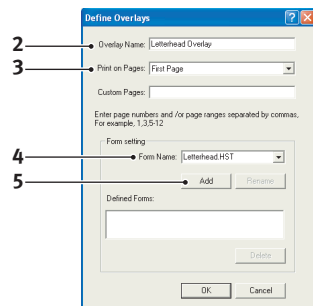 Define Overlays
2 Overlay Name: Letterhead Overlay
3 Print on Pages: First Page
Custom Pages:
Enter page numbers and /or page ranges separated by commas,
For example, 1,3,5-12
Form setting
4 Form Name: Letterhead.HST
5 Add Rename
Defined Forms:
Delete
OK Cancel